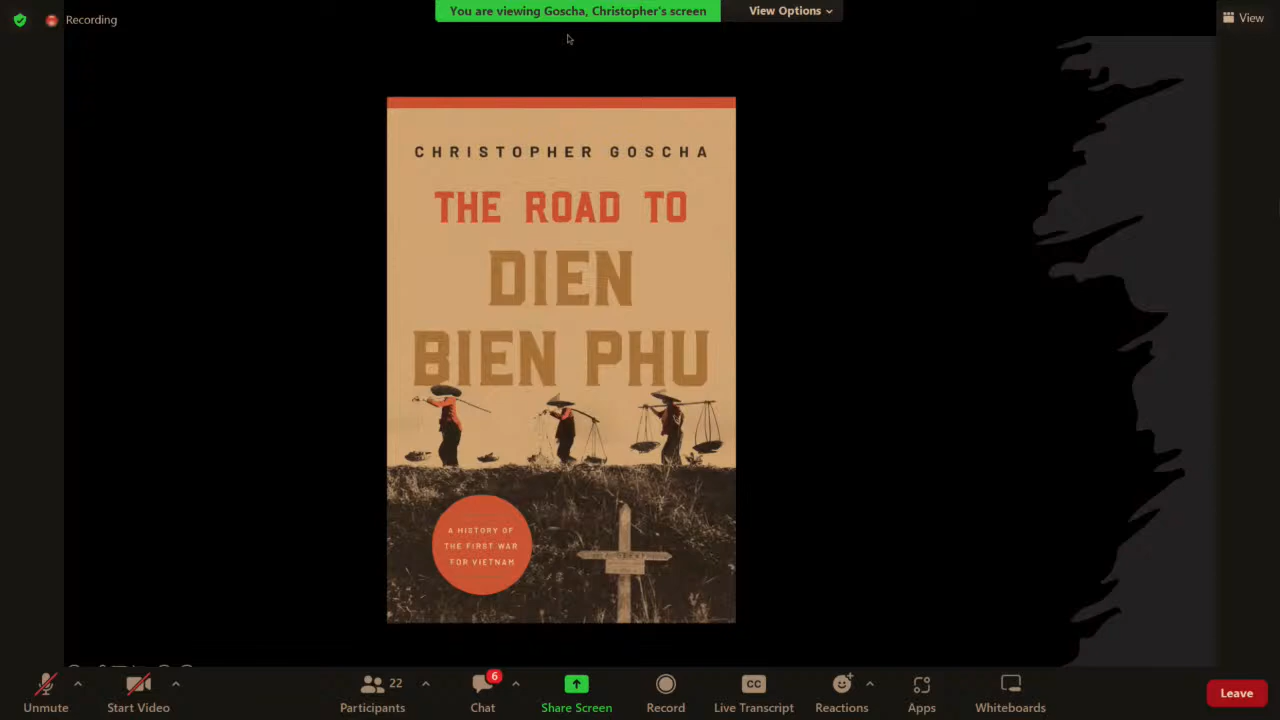 You are viewing Goscha, Christopher's screen
View Options
Recording
View
CHRISTOPHER GOSCHA
THE ROAD TO
DIEN
BIEN PHU
A HISTORY OF
THE FIRST WAR
FOR VIETNAM
22
6
CC
Unmute
Start Video
Participants
Chat
Share Screen
Record
Live Transcript
Reactions
Apps
Whiteboards
Leave